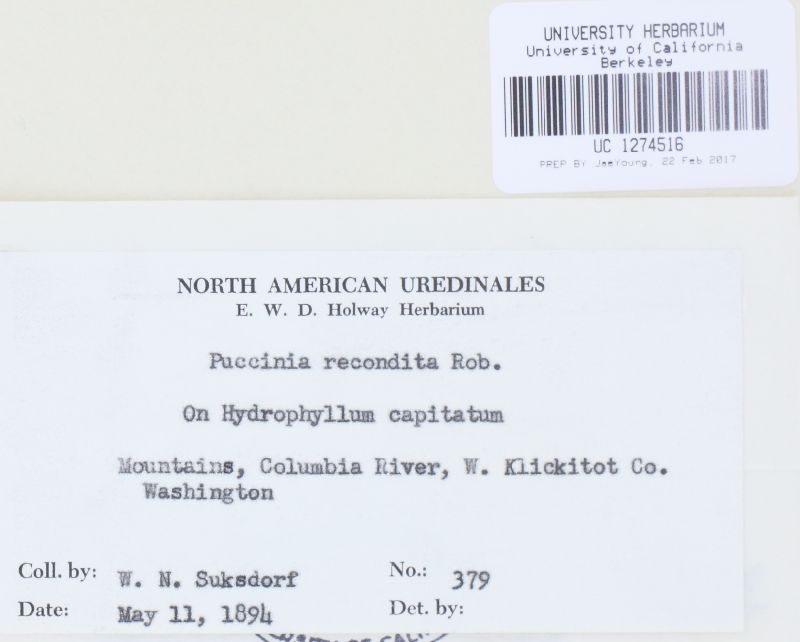 UNIVERSITY HERBARIUM
University of California
Berkeley
UC 1274516
PREP BY JaeYoung, 22 Feb 2017
NORTH AMERICAN UREDINALES
E. W. D. Holway Herbarium
Puccinia recondita Rob.
On Hydrophyllum capitatum
Mountains, Columbia River, W. Klickitot Co.
Washington
Coll. by: W. N. Suksdorf No.: 379
Date: May 11, 1894 Det. by:
OF CALI